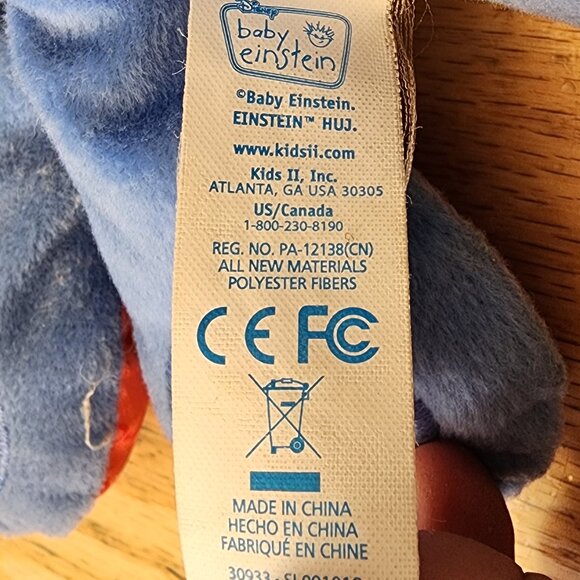 Disney
baby
einstein
©Baby Einstein.
EINSTEIN™ HUJ.
www.kidsii.com
Kids II, Inc.
ATLANTA, GA USA 30305
US/Canada
1-800-230-8190
REG. NO. PA-12138(CN)
ALL NEW MATERIALS
POLYESTER FIBERS
CE FC
MADE IN CHINA
HECHO EN CHINA
FABRIQUÉ EN CHINE
30933